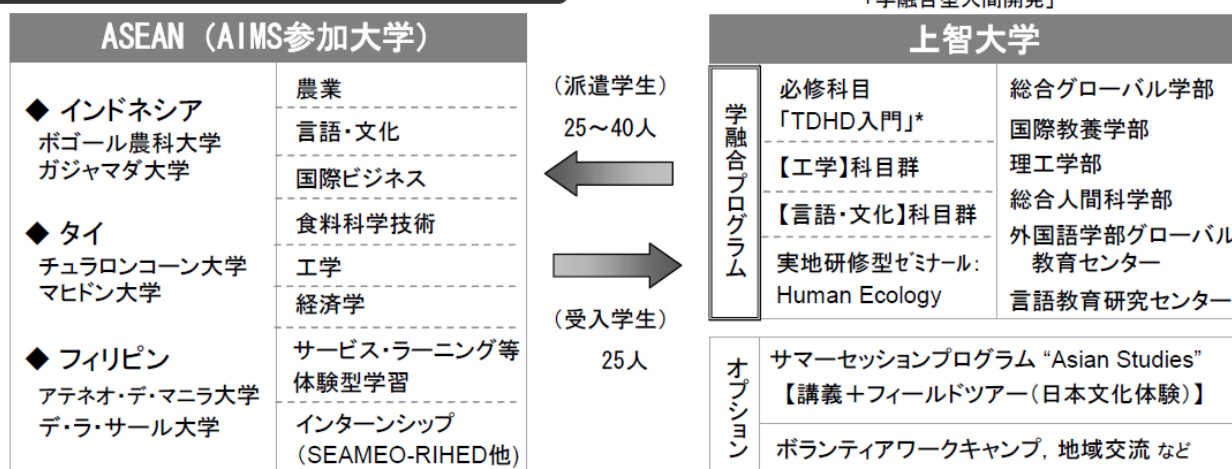 「学融合型人間開発」
ASEAN（AIMS参加大学）
◆ インドネシア
ボゴール農科大学
ガジャマダ大学
◆ タイ
チュラロンコーン大学
マヒドン大学
◆ フィリピン
アテネオ・デ・マニラ大学
デ・ラ・サール大学
農業
言語・文化
国際ビジネス
食料科学技術
工学
経済学
サービス・ラーニング等
体験型学習
インターンシップ
（SEAMEO-RIHED他）
（派遣学生）
25～40人
（受入学生）
25人
上智大学
学融合プログラム
必修科目
「TDHD入門」*
【工学】科目群
【言語・文化】科目群
実地研修型ｾﾞﾐﾅｰﾙ：
Human Ecology
総合グローバル学部
国際教養学部
理工学部
総合人間科学部
外国語学部グローバル
教育センター
言語教育研究センター
オプション
サマーセッションプログラム “Asian Studies”
【講義＋フィールドツアー（日本文化体験）】
ボランティアワークキャンプ，地域交流 など